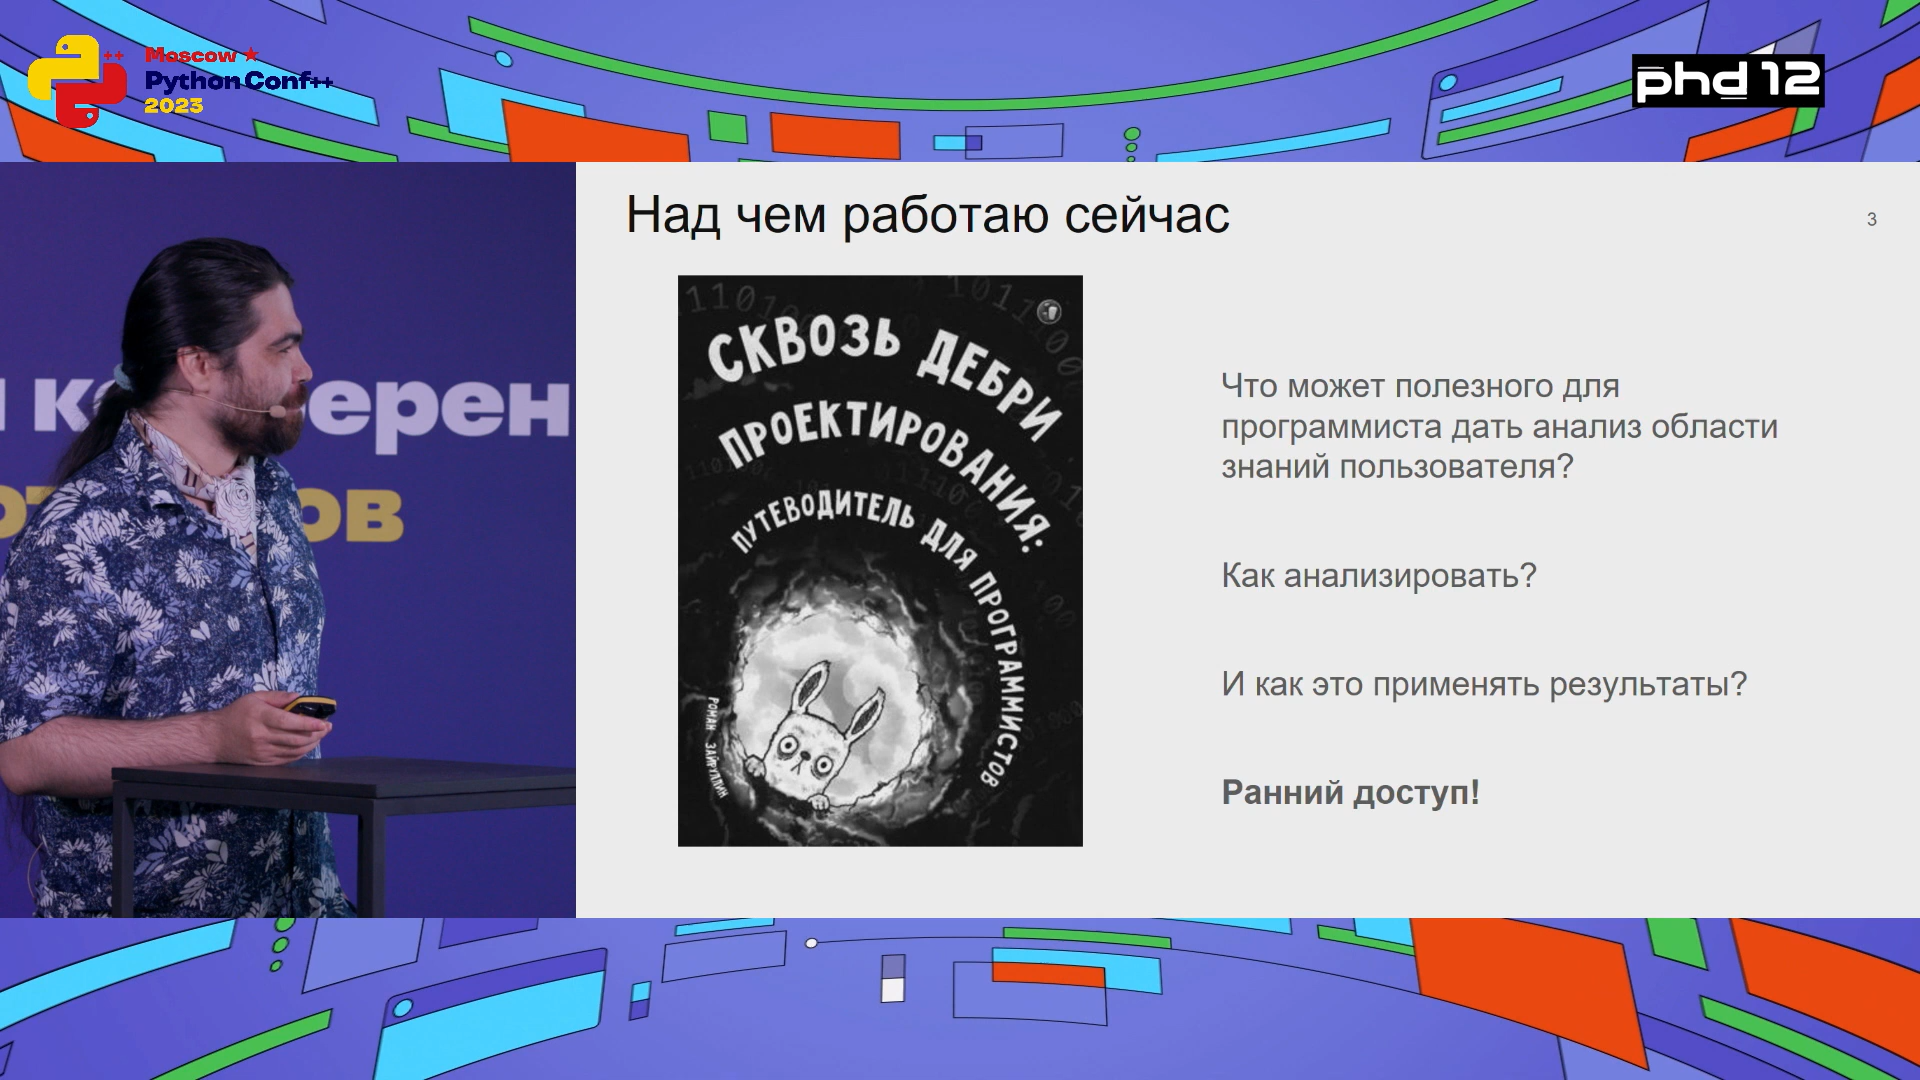 Moscow ★
Python Conf++
2023
++
phd 12
Над чем работаю сейчас
3
СКВОЗЬ ДЕБРИ
ПРОЕКТИРОВАНИЯ:
ПУТЕВОДИТЕЛЬ ДЛЯ ПРОГРАММИСТОВ
РОМАН ЗАЙРУЛЛИН
Что может полезного для
программиста дать анализ области
знаний пользователя?
Как анализировать?
И как это применять результаты?
Ранний доступ!